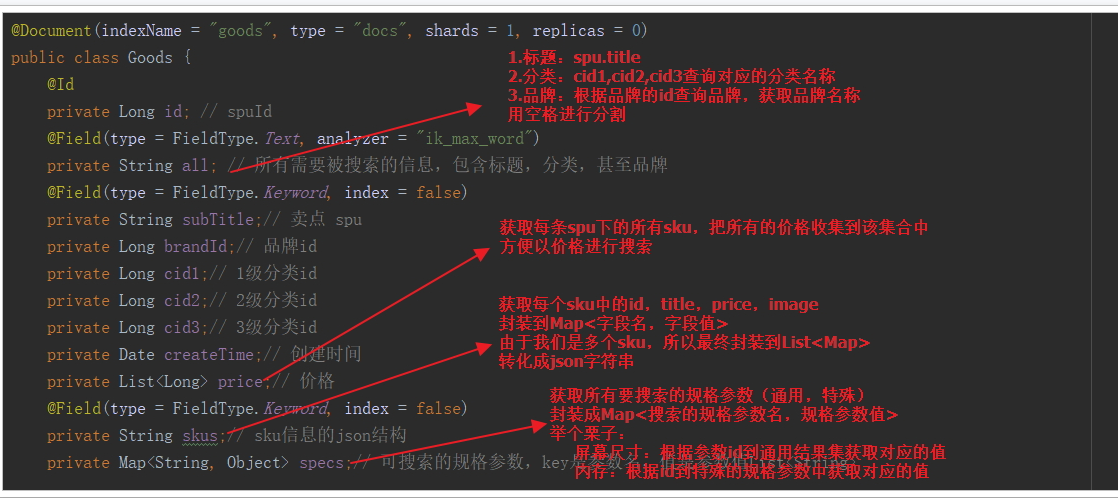 @Document(indexName = "goods", type = "docs", shards = 1, replicas = 0)
public class Goods {
@Id
private Long id; // spuId
@Field(type = FieldType.Text, analyzer = "ik_max_word")
private String all; // 所有需要被搜索的信息，包含标题，分类，甚至品牌
@Field(type = FieldType.Keyword, index = false)
private String subTitle;// 卖点 spu
private Long brandId;// 品牌id
private Long cid1;// 1级分类id
private Long cid2;// 2级分类id
private Long cid3;// 3级分类id
private Date createTime;// 创建时间
private List<Long> price;// 价格
@Field(type = FieldType.Keyword, index = false)
private String skus;// sku信息的json结构
private Map<String, Object> specs;// 可搜索的规格参数，key是参数
1.标题：spu.title
2.分类：cid1,cid2,cid3查询对应的分类名称
3.品牌：根据品牌的id查询品牌，获取品牌名称
用空格进行分割
获取每条spu下的所有sku，把所有的价格收集到该集合中
方便以价格进行搜索
获取每个sku中的id，title，price，image
封装到Map<字段名，字段值>
由于我们是多个sku，所以最终封装到List<Map>
转化成json字符串
获取所有要搜索的规格参数（通用，特殊）
封装成Map<搜索的规格参数名，规格参数值>
举个栗子：
屏幕尺寸：根据参数id到通用结果集获取对应的值
内存：根据id到特殊的规格参数中获取对应的值